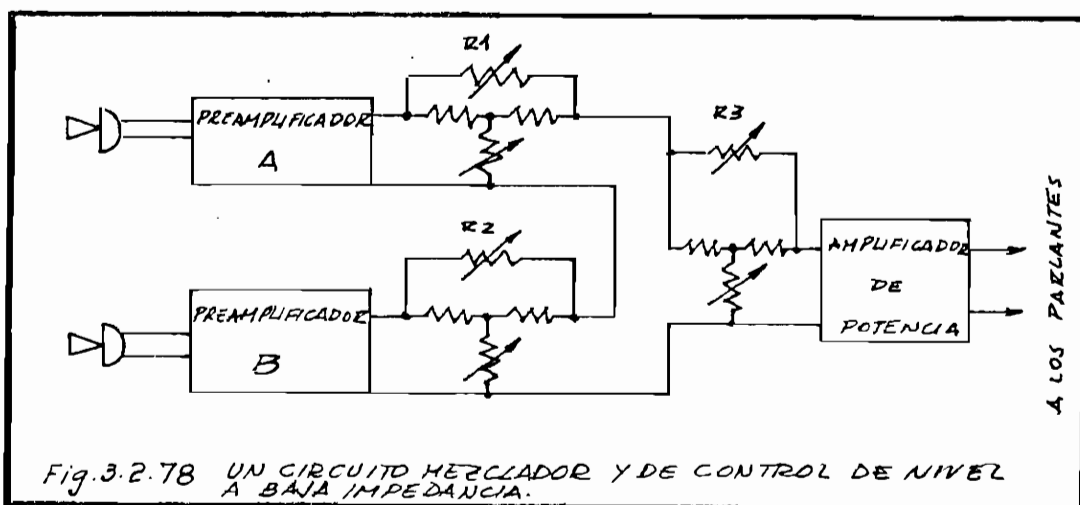 R1
PREAMPLIFICADOR
A
R3
R2
PREAMPLIFICADOR
B
AMPLIFICADOR
DE
POTENCIA
A LOS PARLANTES
Fig.3.2.78 UN CIRCUITO MEZCLADOR Y DE CONTROL DE NIVEL
A BAJA IMPEDANCIA.